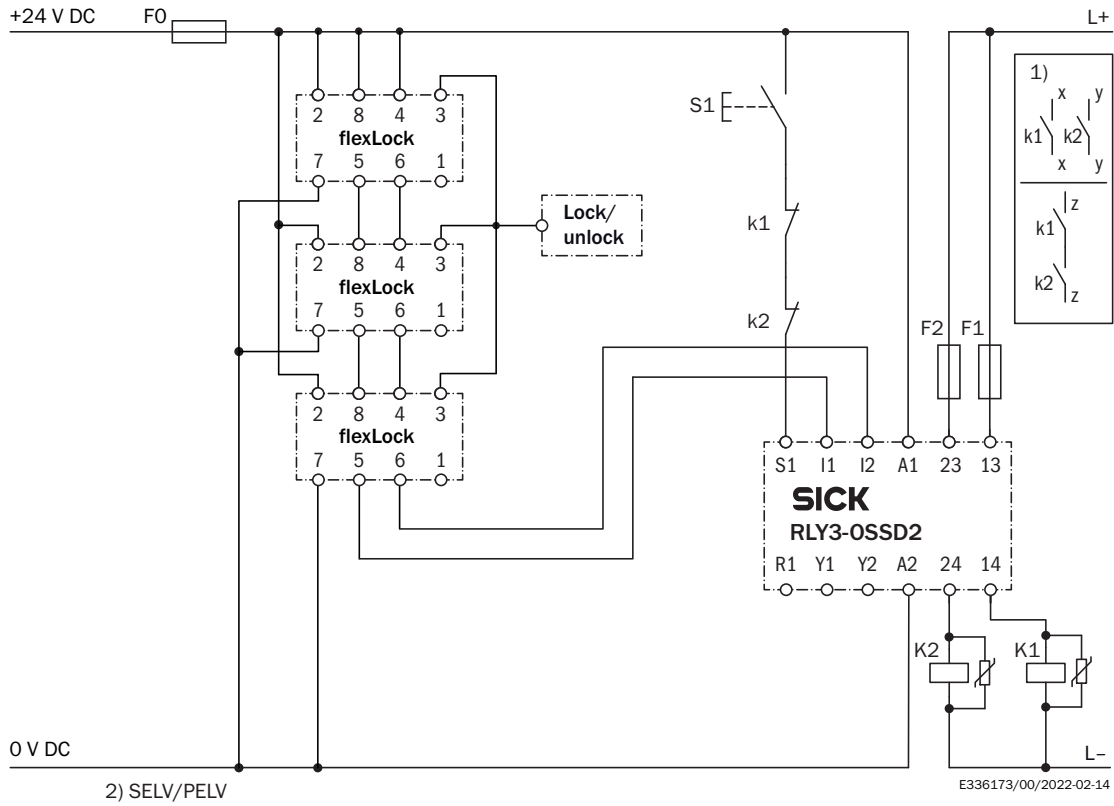 +24 V DC F0 L+
2 8 4 3
flexLock
7 5 6 1
2 8 4 3
flexLock
7 5 6 1
2 8 4 3
flexLock
7 5 6 1
Lock/
unlock
S1
k1
k2
F2 F1
1)
x y
k1 k2
x y
z
k1
k2
z
S1 I1 I2 A1 23 13
SICK
RLY3-OSSD2
R1 Y1 Y2 A2 24 14
K2 K1
0 V DC L−
2) SELV/PELV
E336173/00/2022-02-14